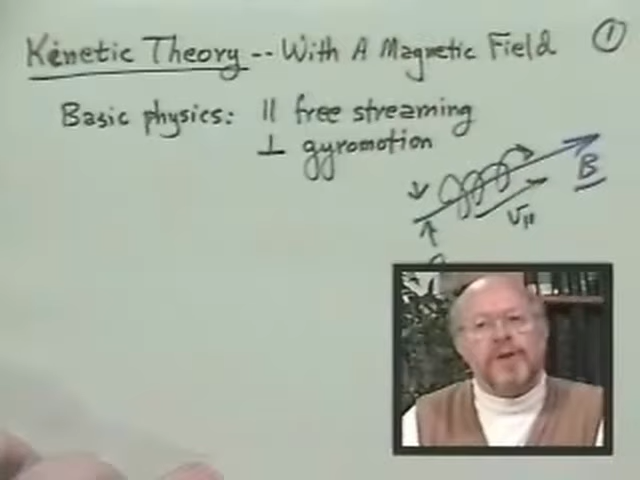 Kinetic Theory -- With A Magnetic Field ①
Basic physics: || free streaming
⊥ gyromotion
B
v||